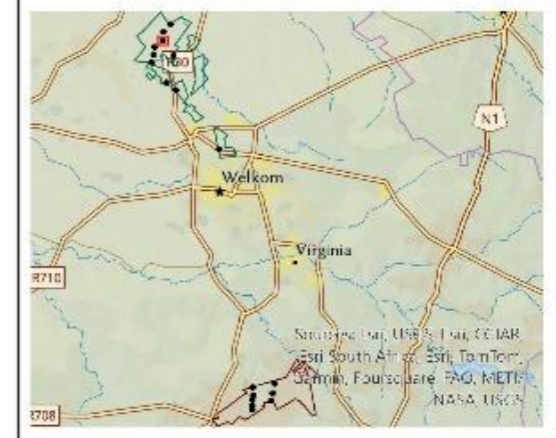 R30
N1
Welkom
Virginia
R710
Sources: Esri, USGS, Esri, CGIAR,
Esri South Africa, Esri, TomTom,
Garmin, Foursquare, FAO, METI/
NASA, USGS
R708